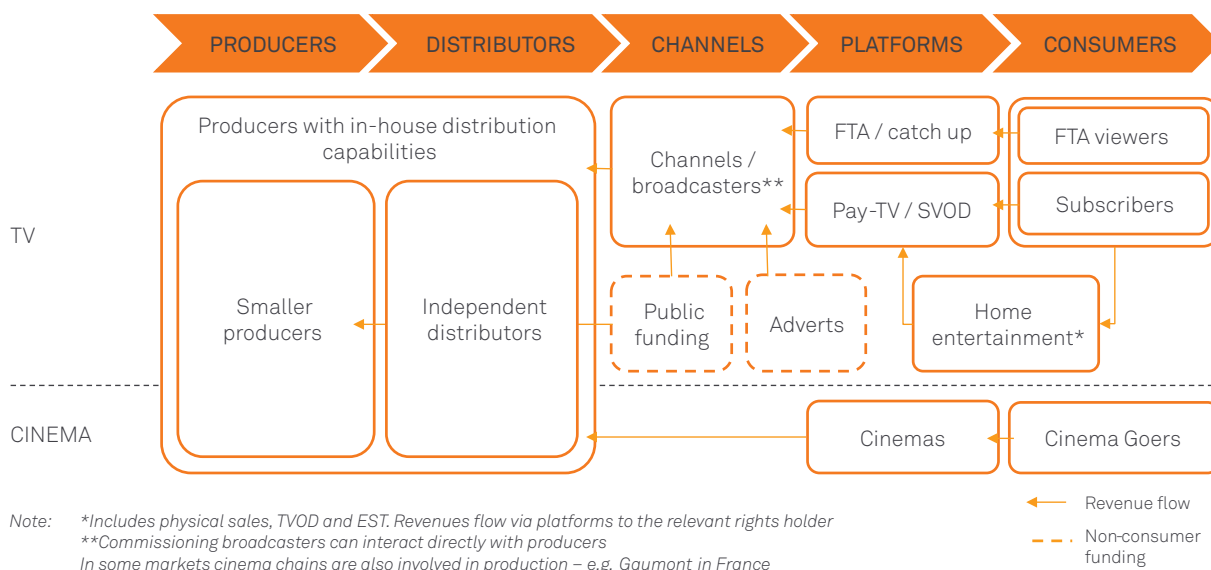 PRODUCERS
DISTRIBUTORS
CHANNELS
PLATFORMS
CONSUMERS
TV
Producers with in-house distribution
capabilities
Smaller
producers
Independent
distributors
Channels /
broadcasters**
Public
funding
Adverts
FTA / catch up
Pay-TV / SVOD
FTA viewers
Subscribers
Home
entertainment*
CINEMA
Cinemas
Cinema Goers
Note: *Includes physical sales, TVOD and EST. Revenues flow via platforms to the relevant rights holder
**Commissioning broadcasters can interact directly with producers
In some markets cinema chains are also involved in production – e.g. Gaumont in France
Revenue flow
Non-consumer
funding